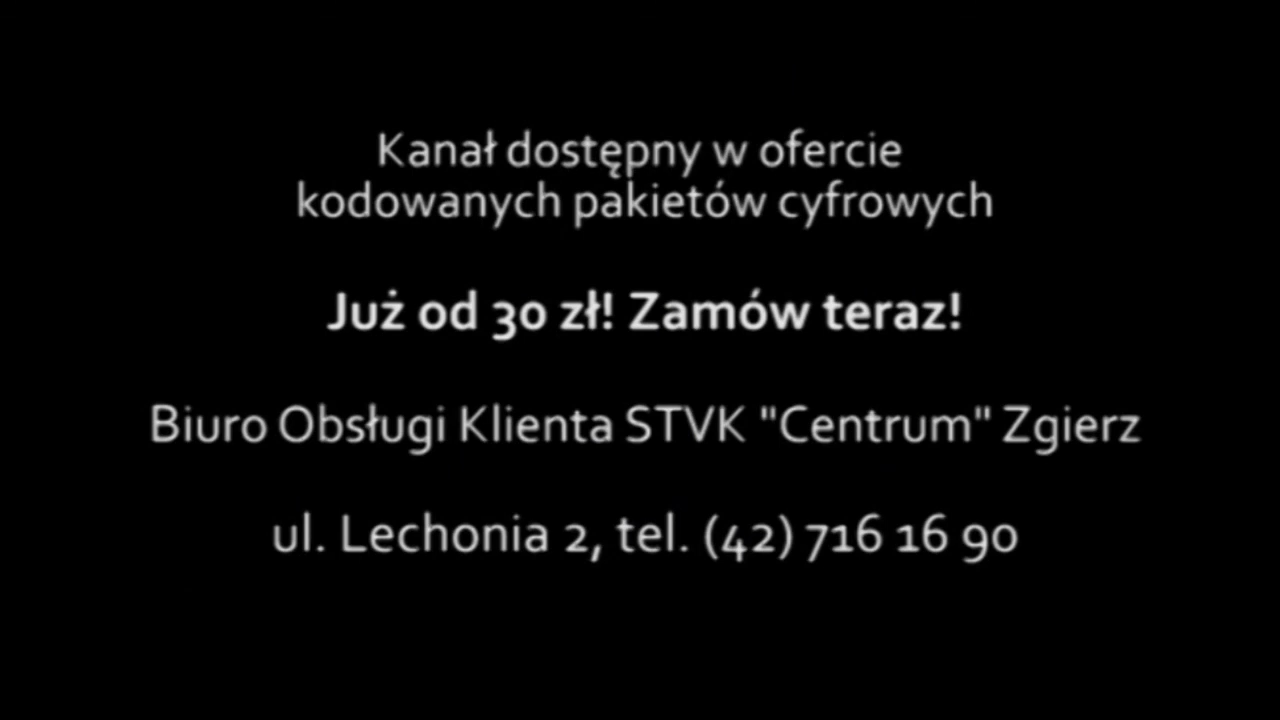 Kanał dostępny w ofercie
kodowanych pakietów cyfrowych
Już od 30 zł! Zamów teraz!
Biuro Obsługi Klienta STVK "Centrum" Zgierz
ul. Lechonia 2, tel. (42) 716 16 90